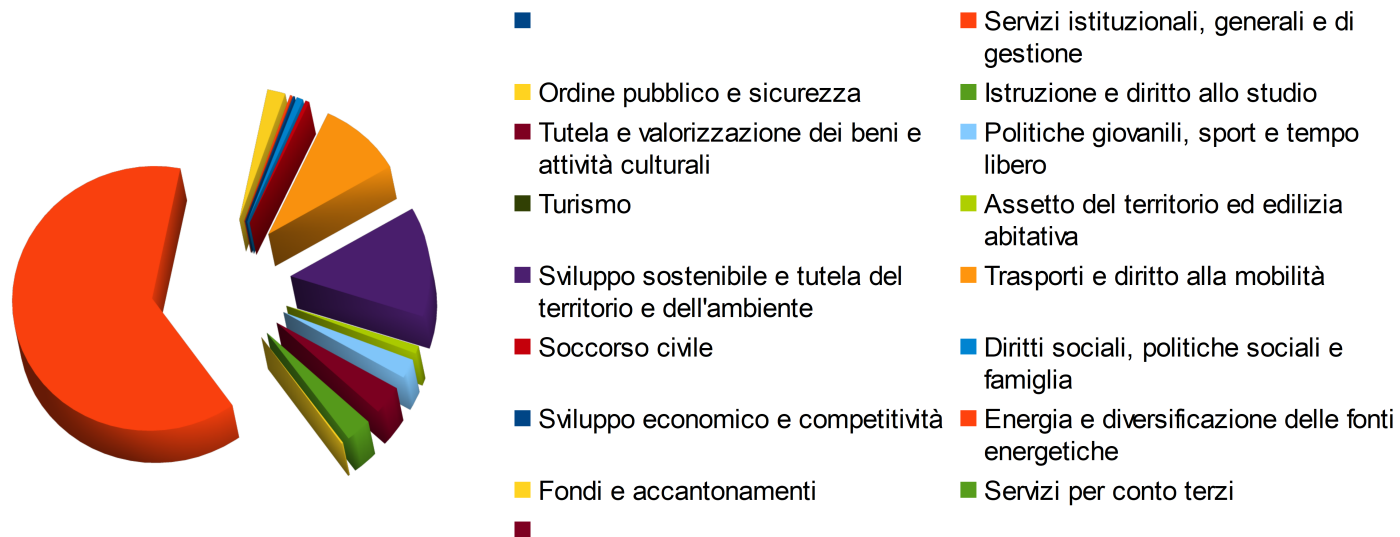 Servizi istituzionali, generali e di
gestione
Ordine pubblico e sicurezza
Istruzione e diritto allo studio
Tutela e valorizzazione dei beni e
attività culturali
Politiche giovanili, sport e tempo
libero
Turismo
Assetto del territorio ed edilizia
abitativa
Sviluppo sostenibile e tutela del
territorio e dell'ambiente
Trasporti e diritto alla mobilità
Soccorso civile
Diritti sociali, politiche sociali e
famiglia
Sviluppo economico e competitività
Energia e diversificazione delle fonti
energetiche
Fondi e accantonamenti
Servizi per conto terzi